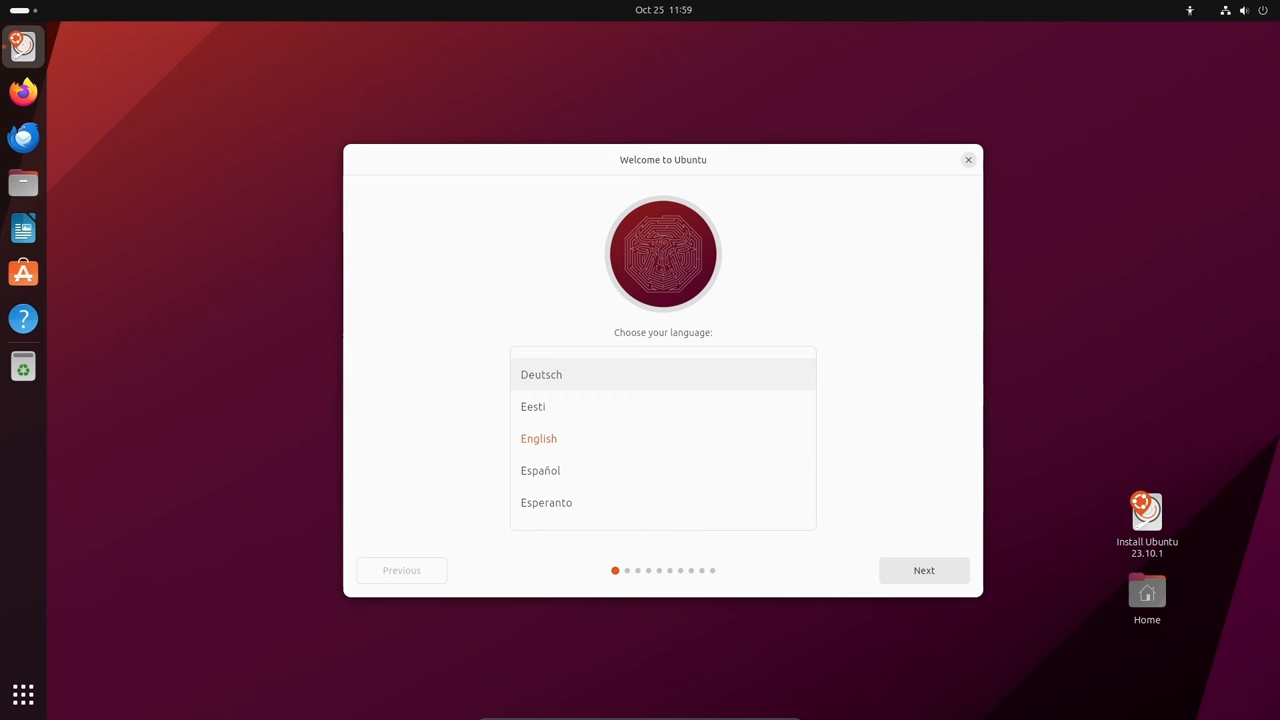 Oct 25 11:59
Welcome to Ubuntu
Choose your language:
Deutsch
Eesti
English
Español
Esperanto
Previous
Next
Install Ubuntu
23.10.1
Home